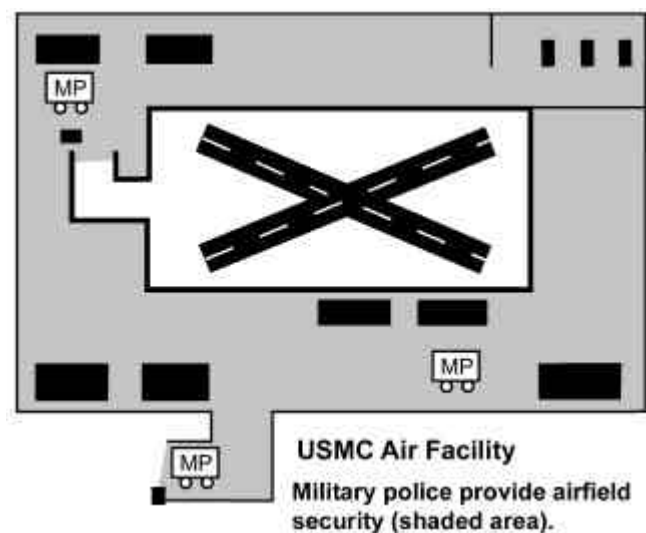 MP
MP
MP
USMC Air Facility
Military police provide airfield
security (shaded area).